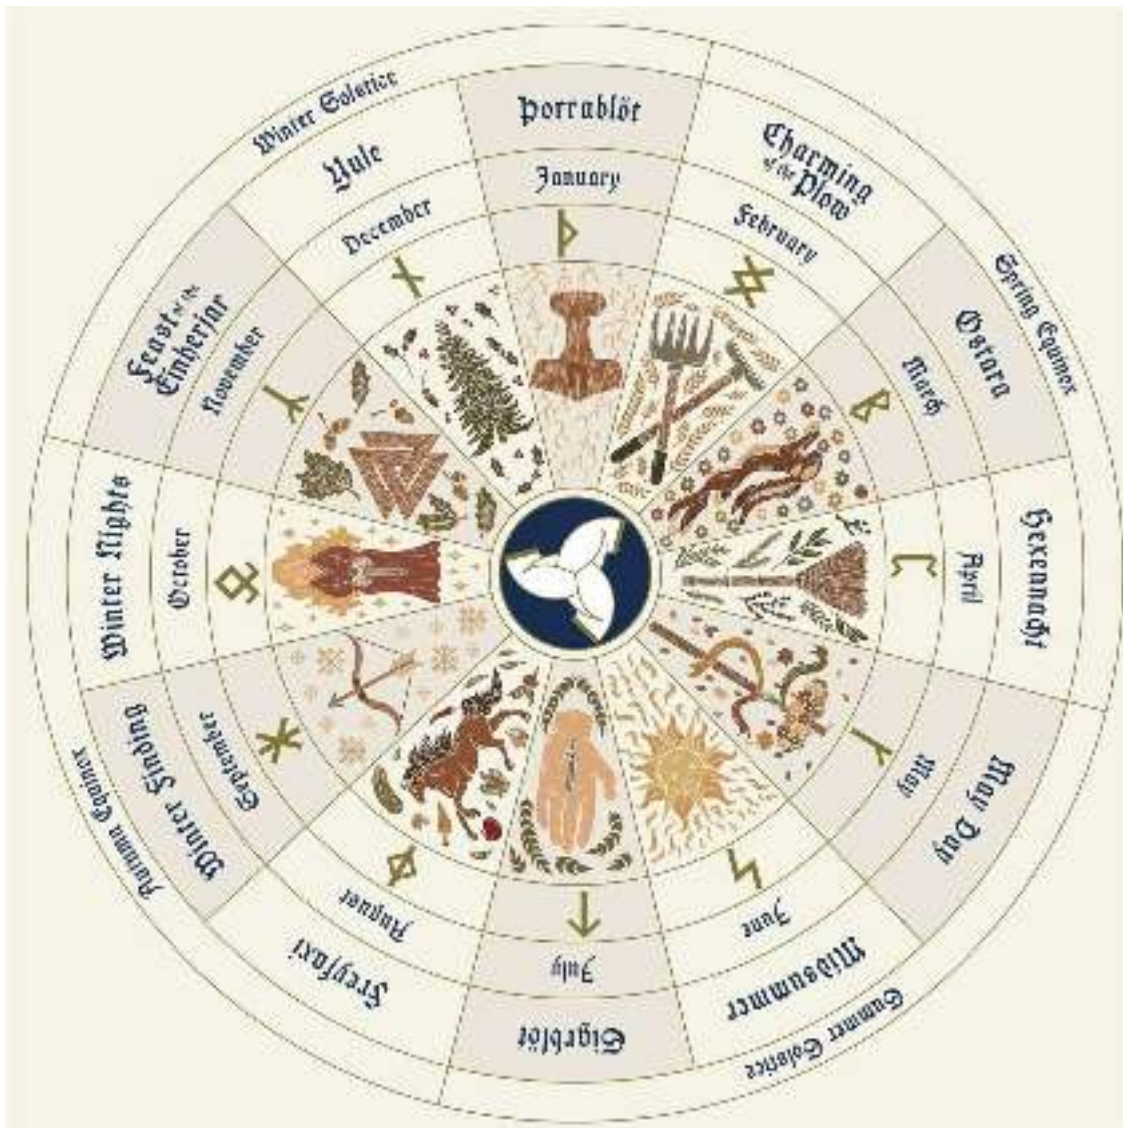 Þorrablót
January
Charming
of the Plow
February
Spring Equinox
Ostara
March
Hexennacht
April
May Day
May
Summer Solstice
Midsummer
June
Sigrblót
July
Freyfaxi
August
Autumn Equinox
Winter Finding
September
Winter Nights
October
Feast of the
Einherjar
November
Winter Solstice
Yule
December